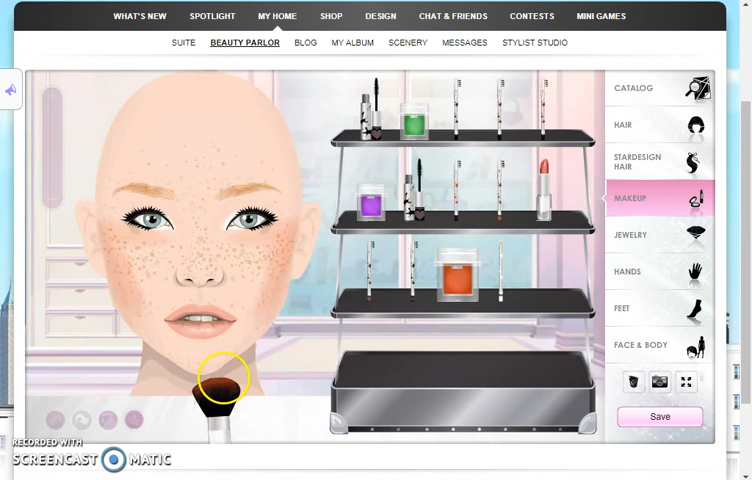 WHAT'S NEW SPOTLIGHT MY HOME SHOP DESIGN CHAT & FRIENDS CONTESTS MINI GAMES
SUITE BEAUTY PARLOR BLOG MY ALBUM SCENERY MESSAGES STYLIST STUDIO
CATALOG
HAIR
STARDESIGN
HAIR
MAKEUP
JEWELRY
HANDS
FEET
FACE & BODY
Save
RECORDED WITH
SCREENCAST MATIC